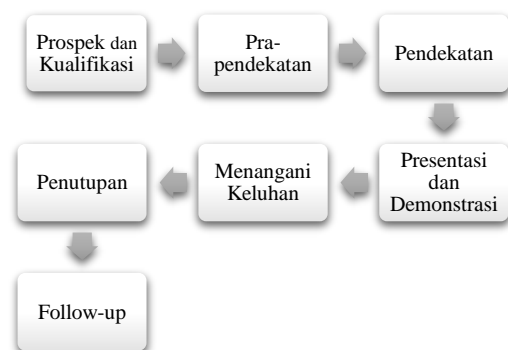 Prospek dan
Kualifikasi
Pra-
pendekatan
Pendekatan
Presentasi
dan
Demonstrasi
Menangani
Keluhan
Penutupan
Follow-up